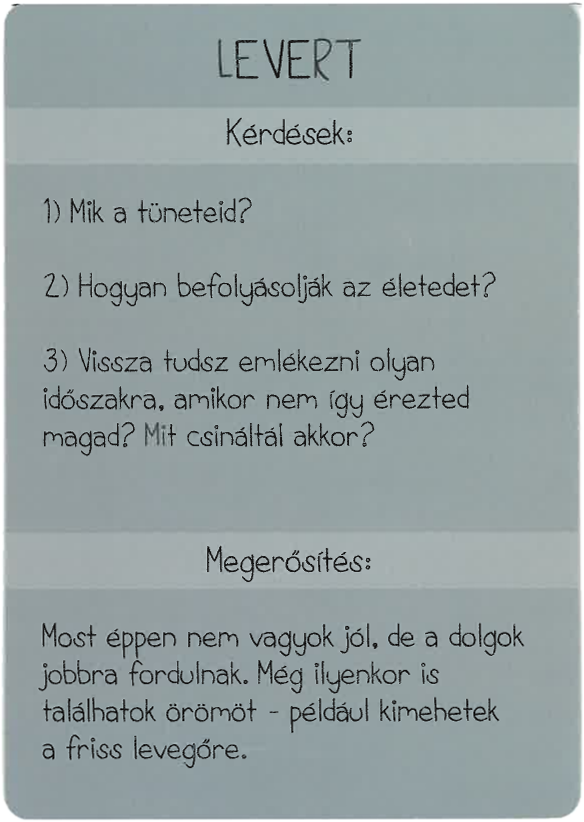 LEVERT
Kérdések:
1) Mik a tüneteid?
2) Hogyan befolyásolják az életedet?
3) Vissza tudsz emlékezni olyan
időszakra, amikor nem így érezted
magad? Mit csináltál akkor?
Megerősítés:
Most éppen nem vagyok jól, de a dolgok
jobbra fordulnak. Még ilyenkor is
találhatok örömöt - például kimehetek
a friss levegőre.